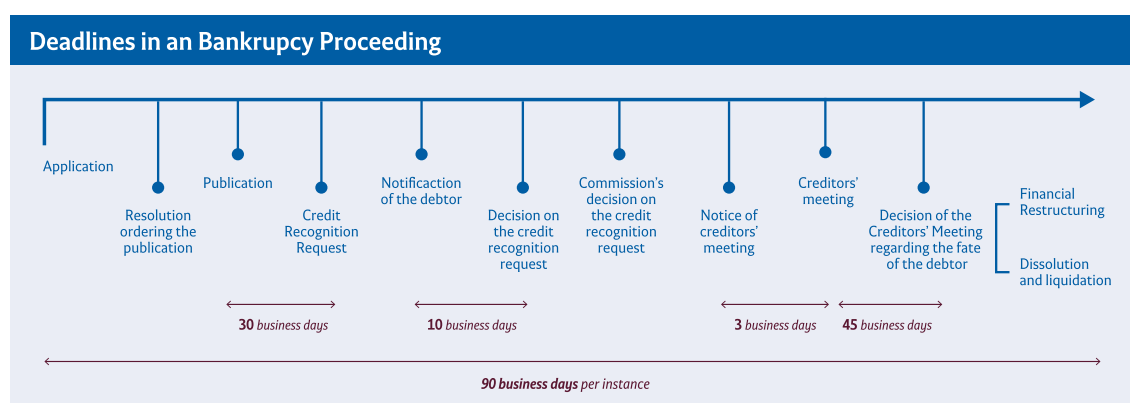 Deadlines in an Bankrupcy Proceeding
Application
Resolution
ordering the
publication
Publication
Credit
Recognition
Request
Notificaction
of the debtor
Decision on
the credit
recognition
request
Commission's
decision on
the credit
recognition
request
Notice of
creditors'
meeting
Creditors'
meeting
Decision of the
Creditors' Meeting
regarding the fate
of the debtor
Financial
Restructuring
Dissolution
and liquidation
30 business days
10 business days
3 business days
45 business days
90 business days per instance